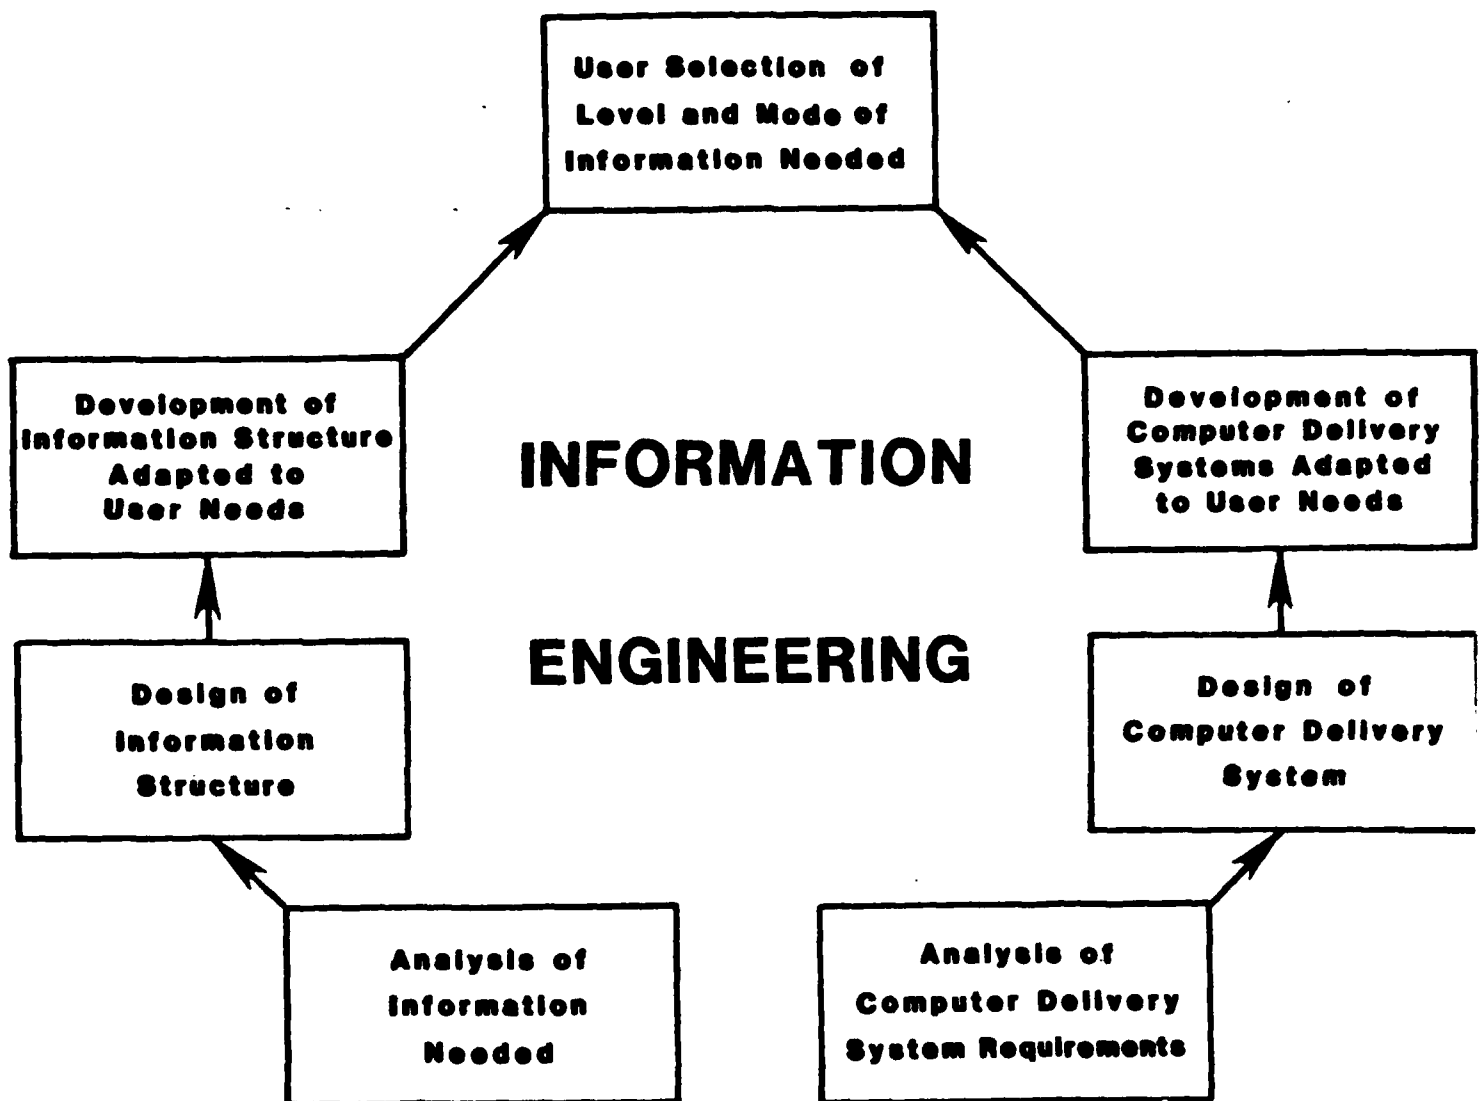 User Selection of
Level and Mode of
Information Needed
Development of
Information Structure
Adapted to
User Needs
INFORMATION
Development of
Computer Delivery
Systems Adapted
to User Needs
ENGINEERING
Design of
Information
Structure
Design of
Computer Delivery
System
Analysis of
Information
Needed
Analysis of
Computer Delivery
System Requirements